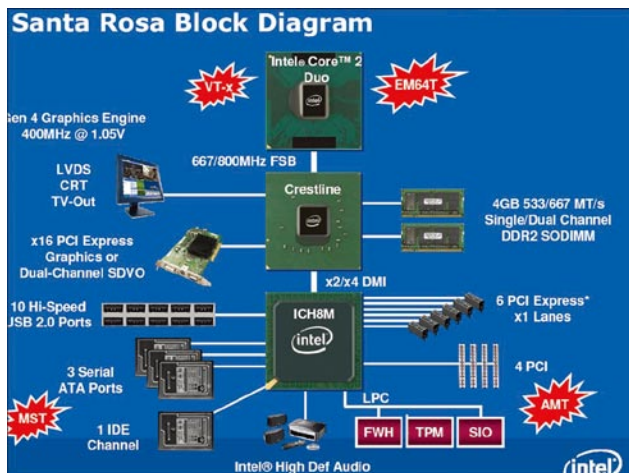 Santa Rosa Block Diagram
Intel® Core™ 2
Duo
VT-x
EM64T
intel
Gen 4 Graphics Engine
400MHz @ 1.05V
667/800MHz FSB
LVDS
CRT
TV-Out
Crestline
intel
4GB 533/667 MT/s
Single/Dual Channel
DDR2 SODIMM
x16 PCI Express
Graphics or
Dual-Channel SDVO
x2/x4 DMI
10 Hi-Speed
USB 2.0 Ports
ICH8M
intel
6 PCI Express*
x1 Lanes
3 Serial
ATA Ports
4 PCI
MST
AMT
1 IDE
Channel
LPC
FWH
TPM
SIO
Intel® High Def Audio
intel